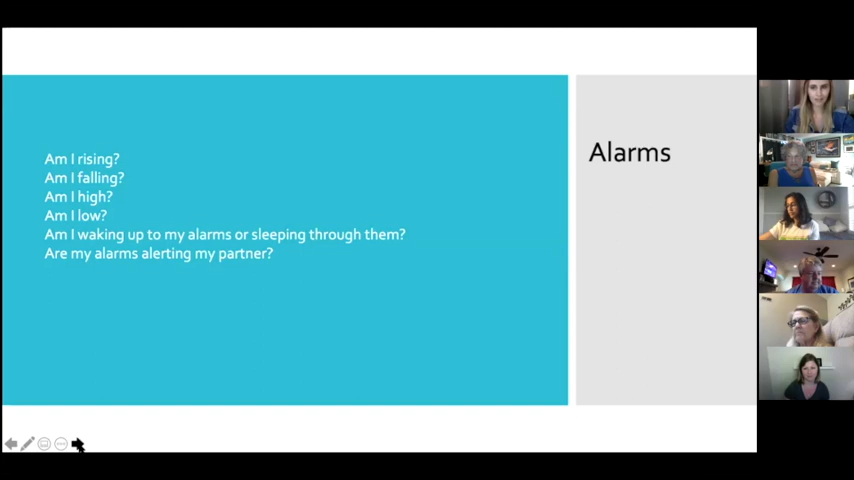 Am I rising?
Am I falling?
Am I high?
Am I low?
Am I waking up to my alarms or sleeping through them?
Are my alarms alerting my partner?
Alarms